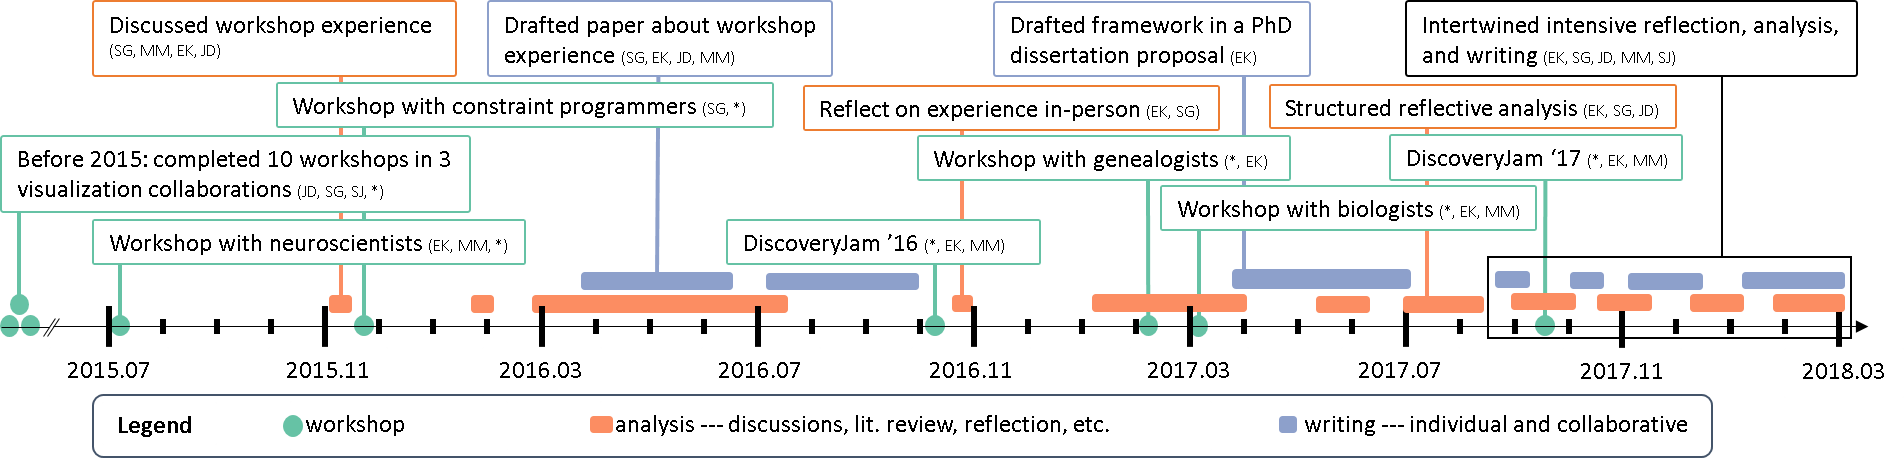 Discussed workshop experience
(SG, MM, EK, JD)
Drafted paper about workshop
experience (SG, EK, JD, MM)
Drafted framework in a PhD
dissertation proposal (EK)
Intertwined intensive reflection, analysis,
and writing (EK, SG, JD, MM, SJ)
Workshop with constraint programmers (SG, *)
Reflect on experience in-person (EK, SG)
Structured reflective analysis (EK, SG, JD)
Before 2015: completed 10 workshops in 3
visualization collaborations (JD, SG, SJ, *)
Workshop with genealogists (*, EK)
DiscoveryJam ‘17 (*, EK, MM)
Workshop with biologists (*, EK, MM)
Workshop with neuroscientists (EK, MM, *)
DiscoveryJam ’16 (*, EK, MM)
2015.07 2015.11 2016.03 2016.07 2016.11 2017.03 2017.07 2017.11 2018.03
Legend workshop analysis --- discussions, lit. review, reflection, etc. writing --- individual and collaborative